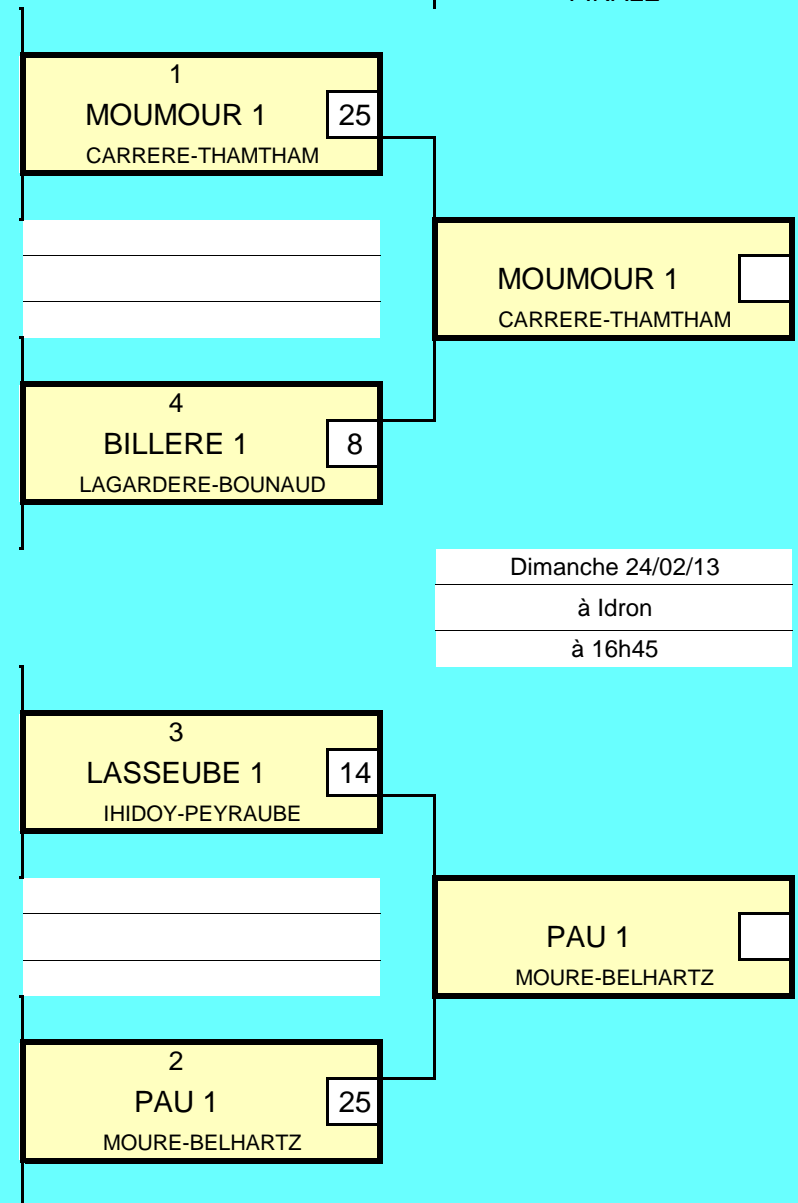 1
MOUMOUR 1
25
CARRERE-THAMTHAM
MOUMOUR 1
CARRERE-THAMTHAM
4
BILLERE 1
8
LAGARDERE-BOUNAUD
Dimanche 24/02/13
à Idron
à 16h45
3
LASSEUBE 1
14
IHIDOY-PEYRAUBE
PAU 1
MOURE-BELHARTZ
2
PAU 1
25
MOURE-BELHARTZ